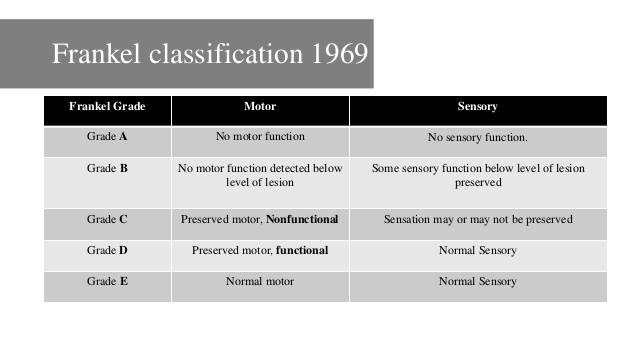 Frankel classification 1969
Frankel Grade Motor Sensory
Grade A No motor function No sensory function.
Grade B No motor function detected below Some sensory function below level of lesion
level of lesion preserved
Grade C Preserved motor, Nonfunctional Sensation may or may not be preserved
Grade D Preserved motor, functional Normal Sensory
Grade E Normal motor Normal Sensory